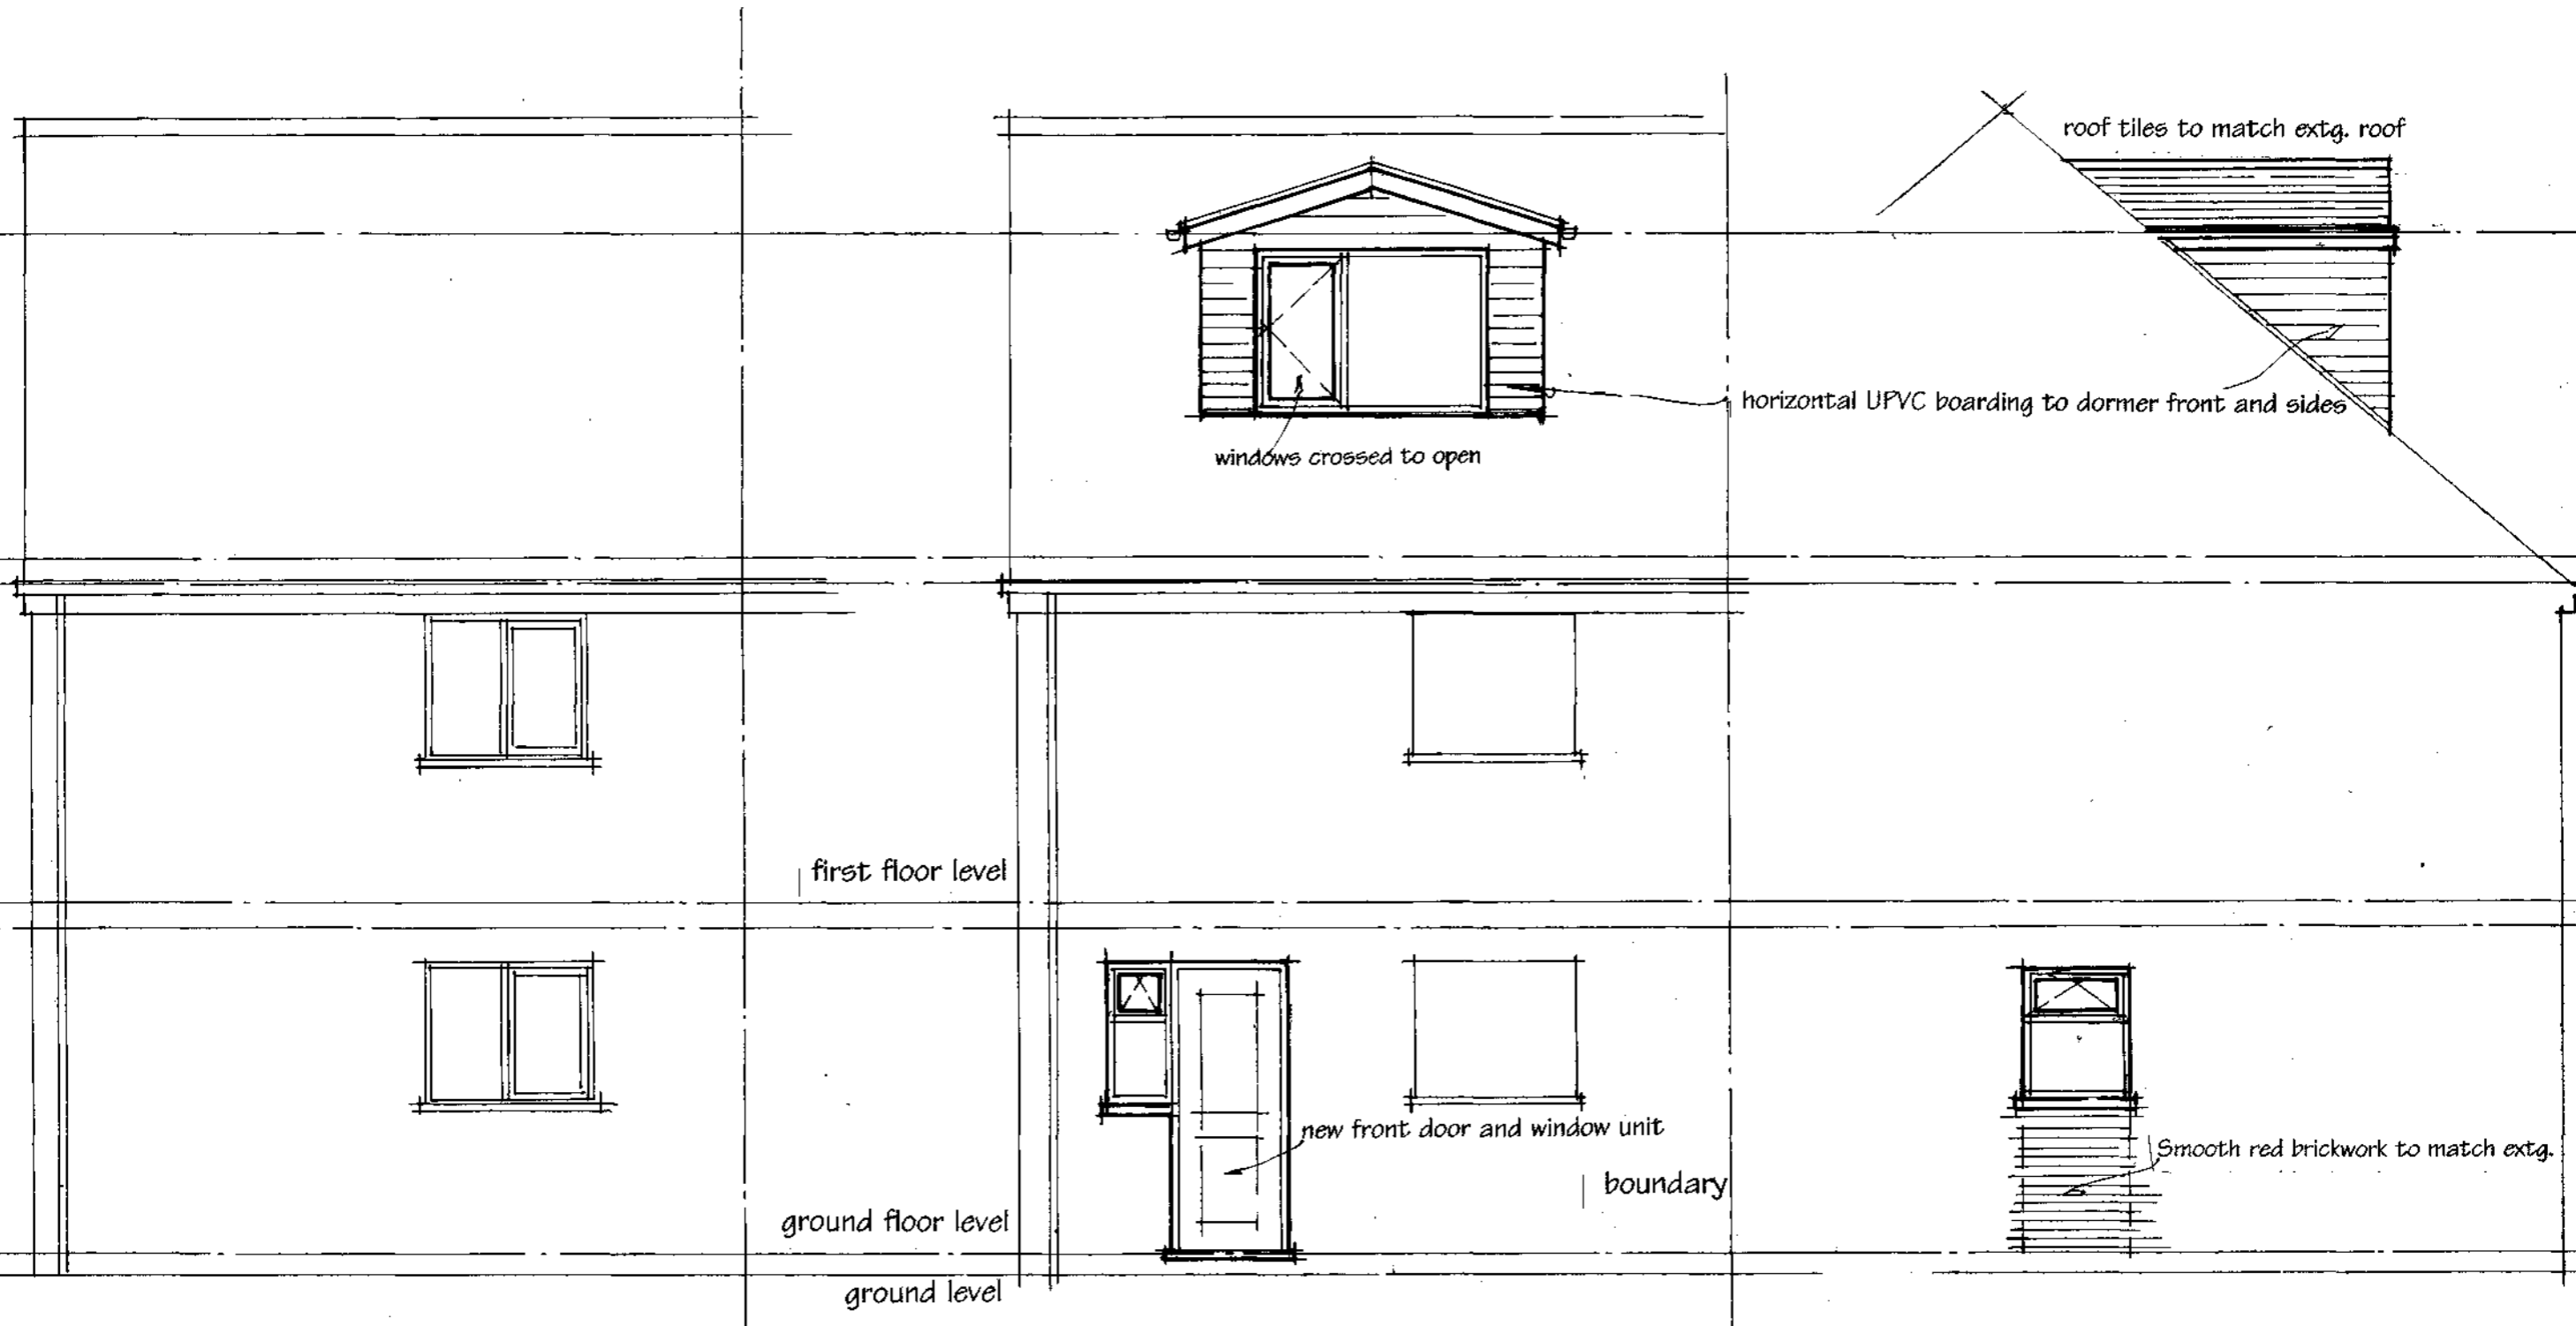 roof tiles to match extg. roof
horizontal UPVC boarding to dormer front and sides
windows crossed to open
first floor level
new front door and window unit
Smooth red brickwork to match extg.
boundary
ground floor level
ground level